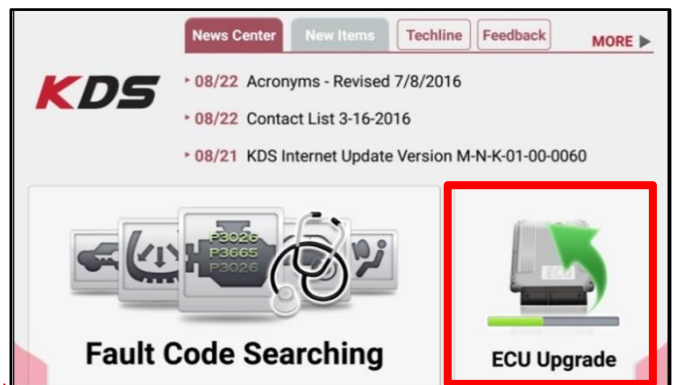 News Center New Items Techline Feedback MORE
KDS
08/22 Acronyms - Revised 7/8/2016
08/22 Contact List 3-16-2016
08/21 KDS Internet Update Version M-N-K-01-00-0060
P3026
P3665
P3026
ECU
Fault Code Searching
ECU Upgrade